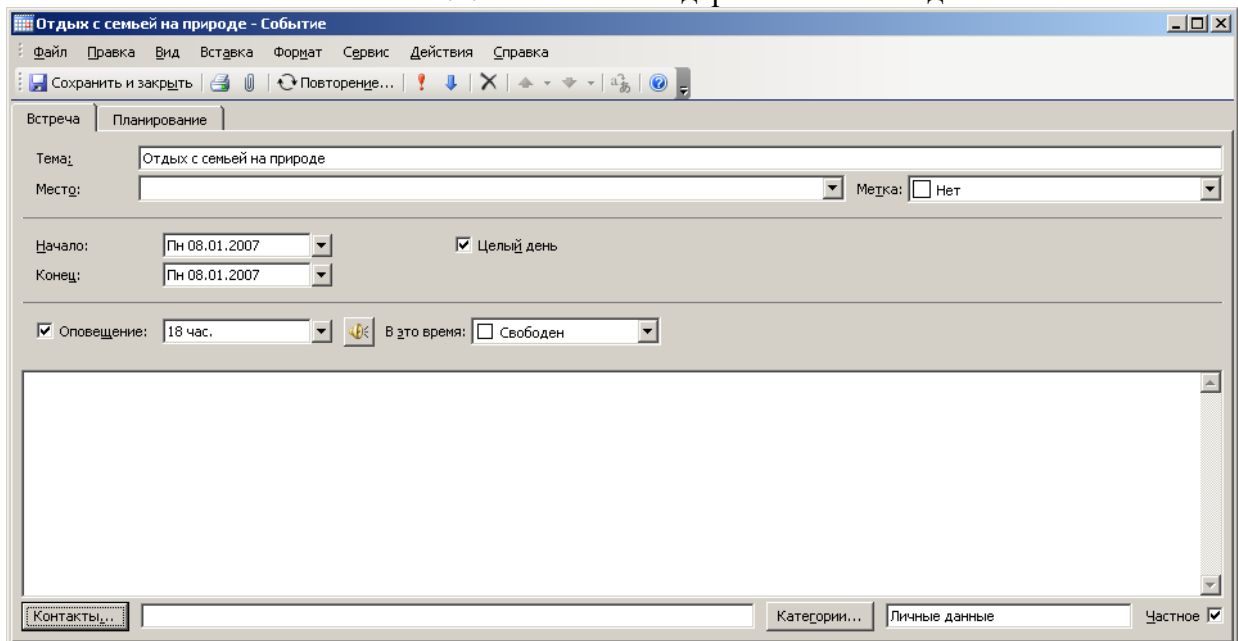 Отдых с семьей на природе - Событие
Файл Правка Вид Вставка Формат Сервис Действия Справка
Сохранить и закрыть Повторение...
Встреча Планирование
Тема: Отдых с семьей на природе
Место: Метка: Нет
Начало: Пн 08.01.2007 Целый день
Конец: Пн 08.01.2007
Оповещение: 18 час. В это время: Свободен
Контакты... Категории... Личные данные Частное